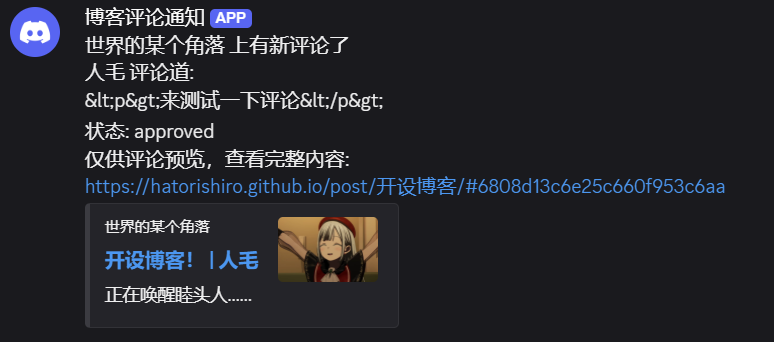 博客评论通知 APP
世界的某个角落 上有新评论了
人毛 评论道:
&lt;p&gt;来测试一下评论&lt;/p&gt;
状态: approved
仅供评论预览，查看完整内容:
https://hatorishiro.github.io/post/开设博客/#6808d13c6e25c660f953c6aa
世界的某个角落
开设博客！ | 人毛
正在唤醒睦头人......